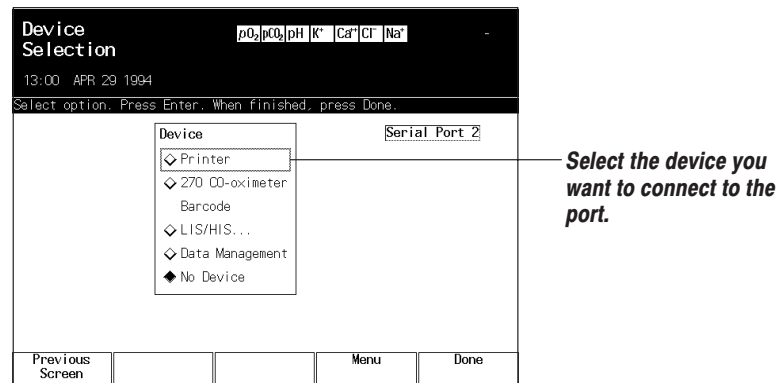 Device
Selection
pO₂ pCO₂ pH K⁺ Ca⁺⁺ Cl⁻ Na⁺ -
13:00 APR 29 1994
Select option. Press Enter. When finished, press Done.
Device
Serial Port 2
Printer
270 CO-oximeter
Barcode
LIS/HIS...
Data Management
No Device
Select the device you
want to connect to the
port.
Previous
Screen
Menu
Done